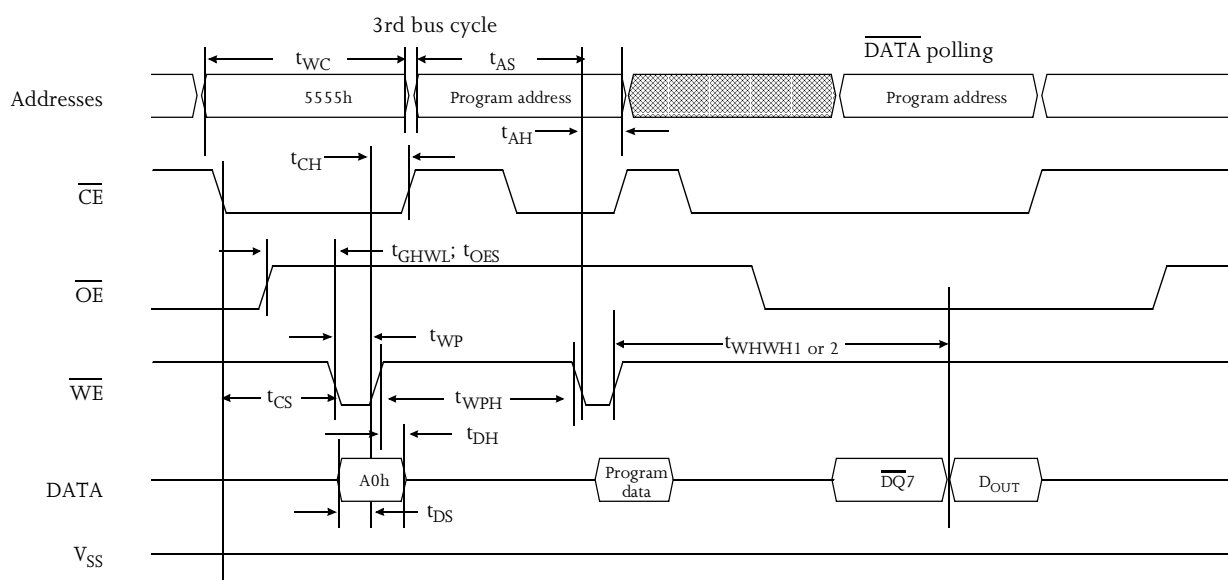 3rd bus cycle
DATA polling
tWC
tAS
Addresses
5555h
Program address
Program address
tAH
tCH
CE
tGHWL; tOES
OE
tWP
tWHWH1 or 2
WE
tCS
tWPH
tDH
DATA
A0h
Program
data
DQ7
DOUT
tDS
VSS